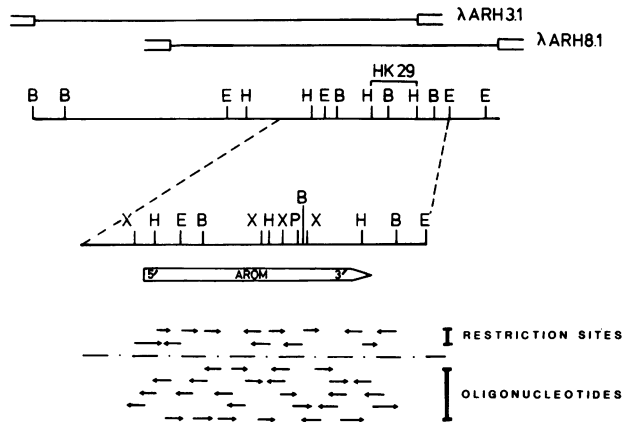 λARH3.1
λARH8.1
HK29
B B E H H E B H B H B E E
B
X H E B X H X P X H B E
5' AROM 3'
RESTRICTION SITES
OLIGONUCLEOTIDES